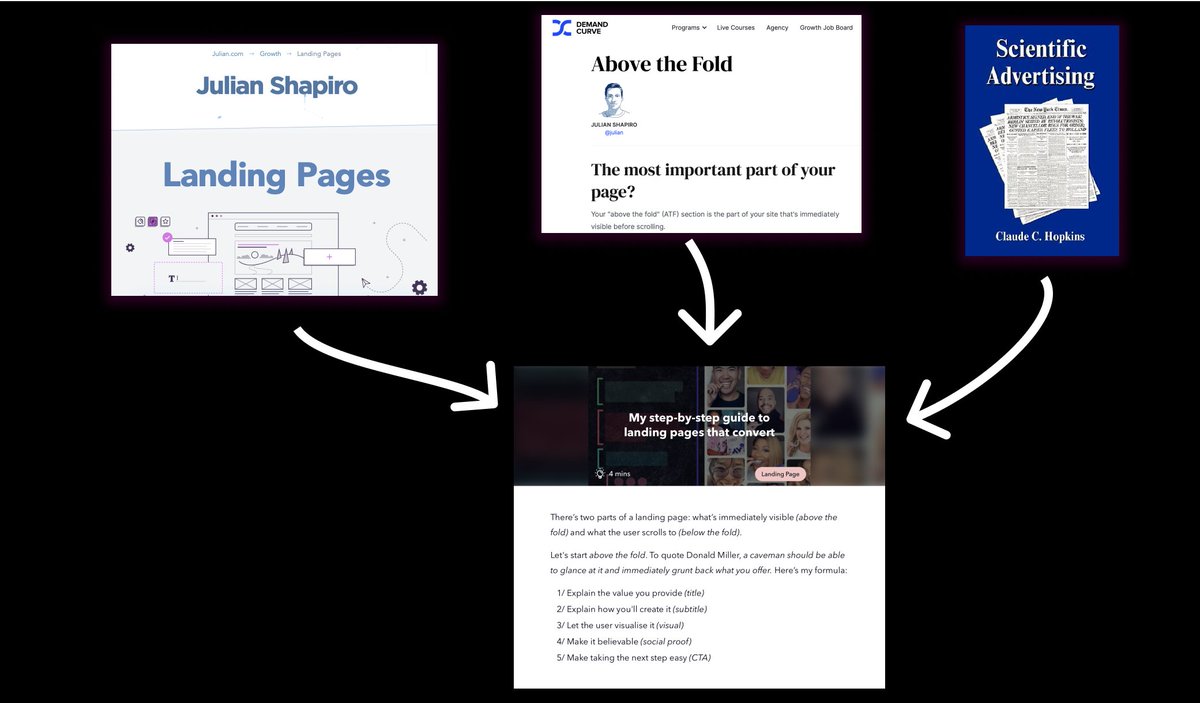 Julian.com → Growth → Landing Pages
Julian Shapiro
Landing Pages
T
DEMAND
CURVE
Programs
Live Courses
Agency
Growth Job Board
Above the Fold
JULIAN SHAPIRO
@julian
The most important part of your
page?
Your "above the fold" (ATF) section is the part of your site that's immediately
visible before scrolling.
Scientific
Advertising
The New York Times.
Claude C. Hopkins
My step-by-step guide to
landing pages that convert
4 mins
Landing Page
There's two parts of a landing page: what's immediately visible (above the
fold) and what the user scrolls to (below the fold).
Let's start above the fold. To quote Donald Miller, a caveman should be able
to glance at it and immediately grunt back what you offer. Here's my formula:
1/ Explain the value you provide (title)
2/ Explain how you'll create it (subtitle)
3/ Let the user visualise it (visual)
4/ Make it believable (social proof)
5/ Make taking the next step easy (CTA)